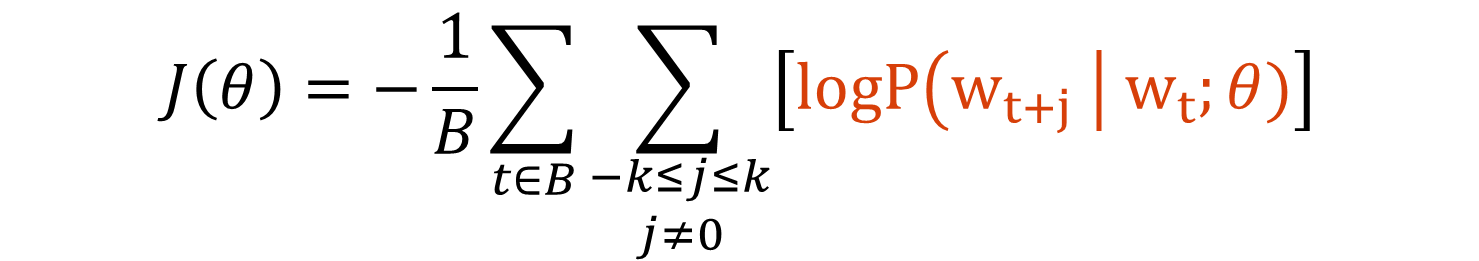 J(θ) = −1/B ∑_{t∈B} ∑_{−k≤j≤k, j≠0} [logP(w_{t+j} | w_t; θ)]